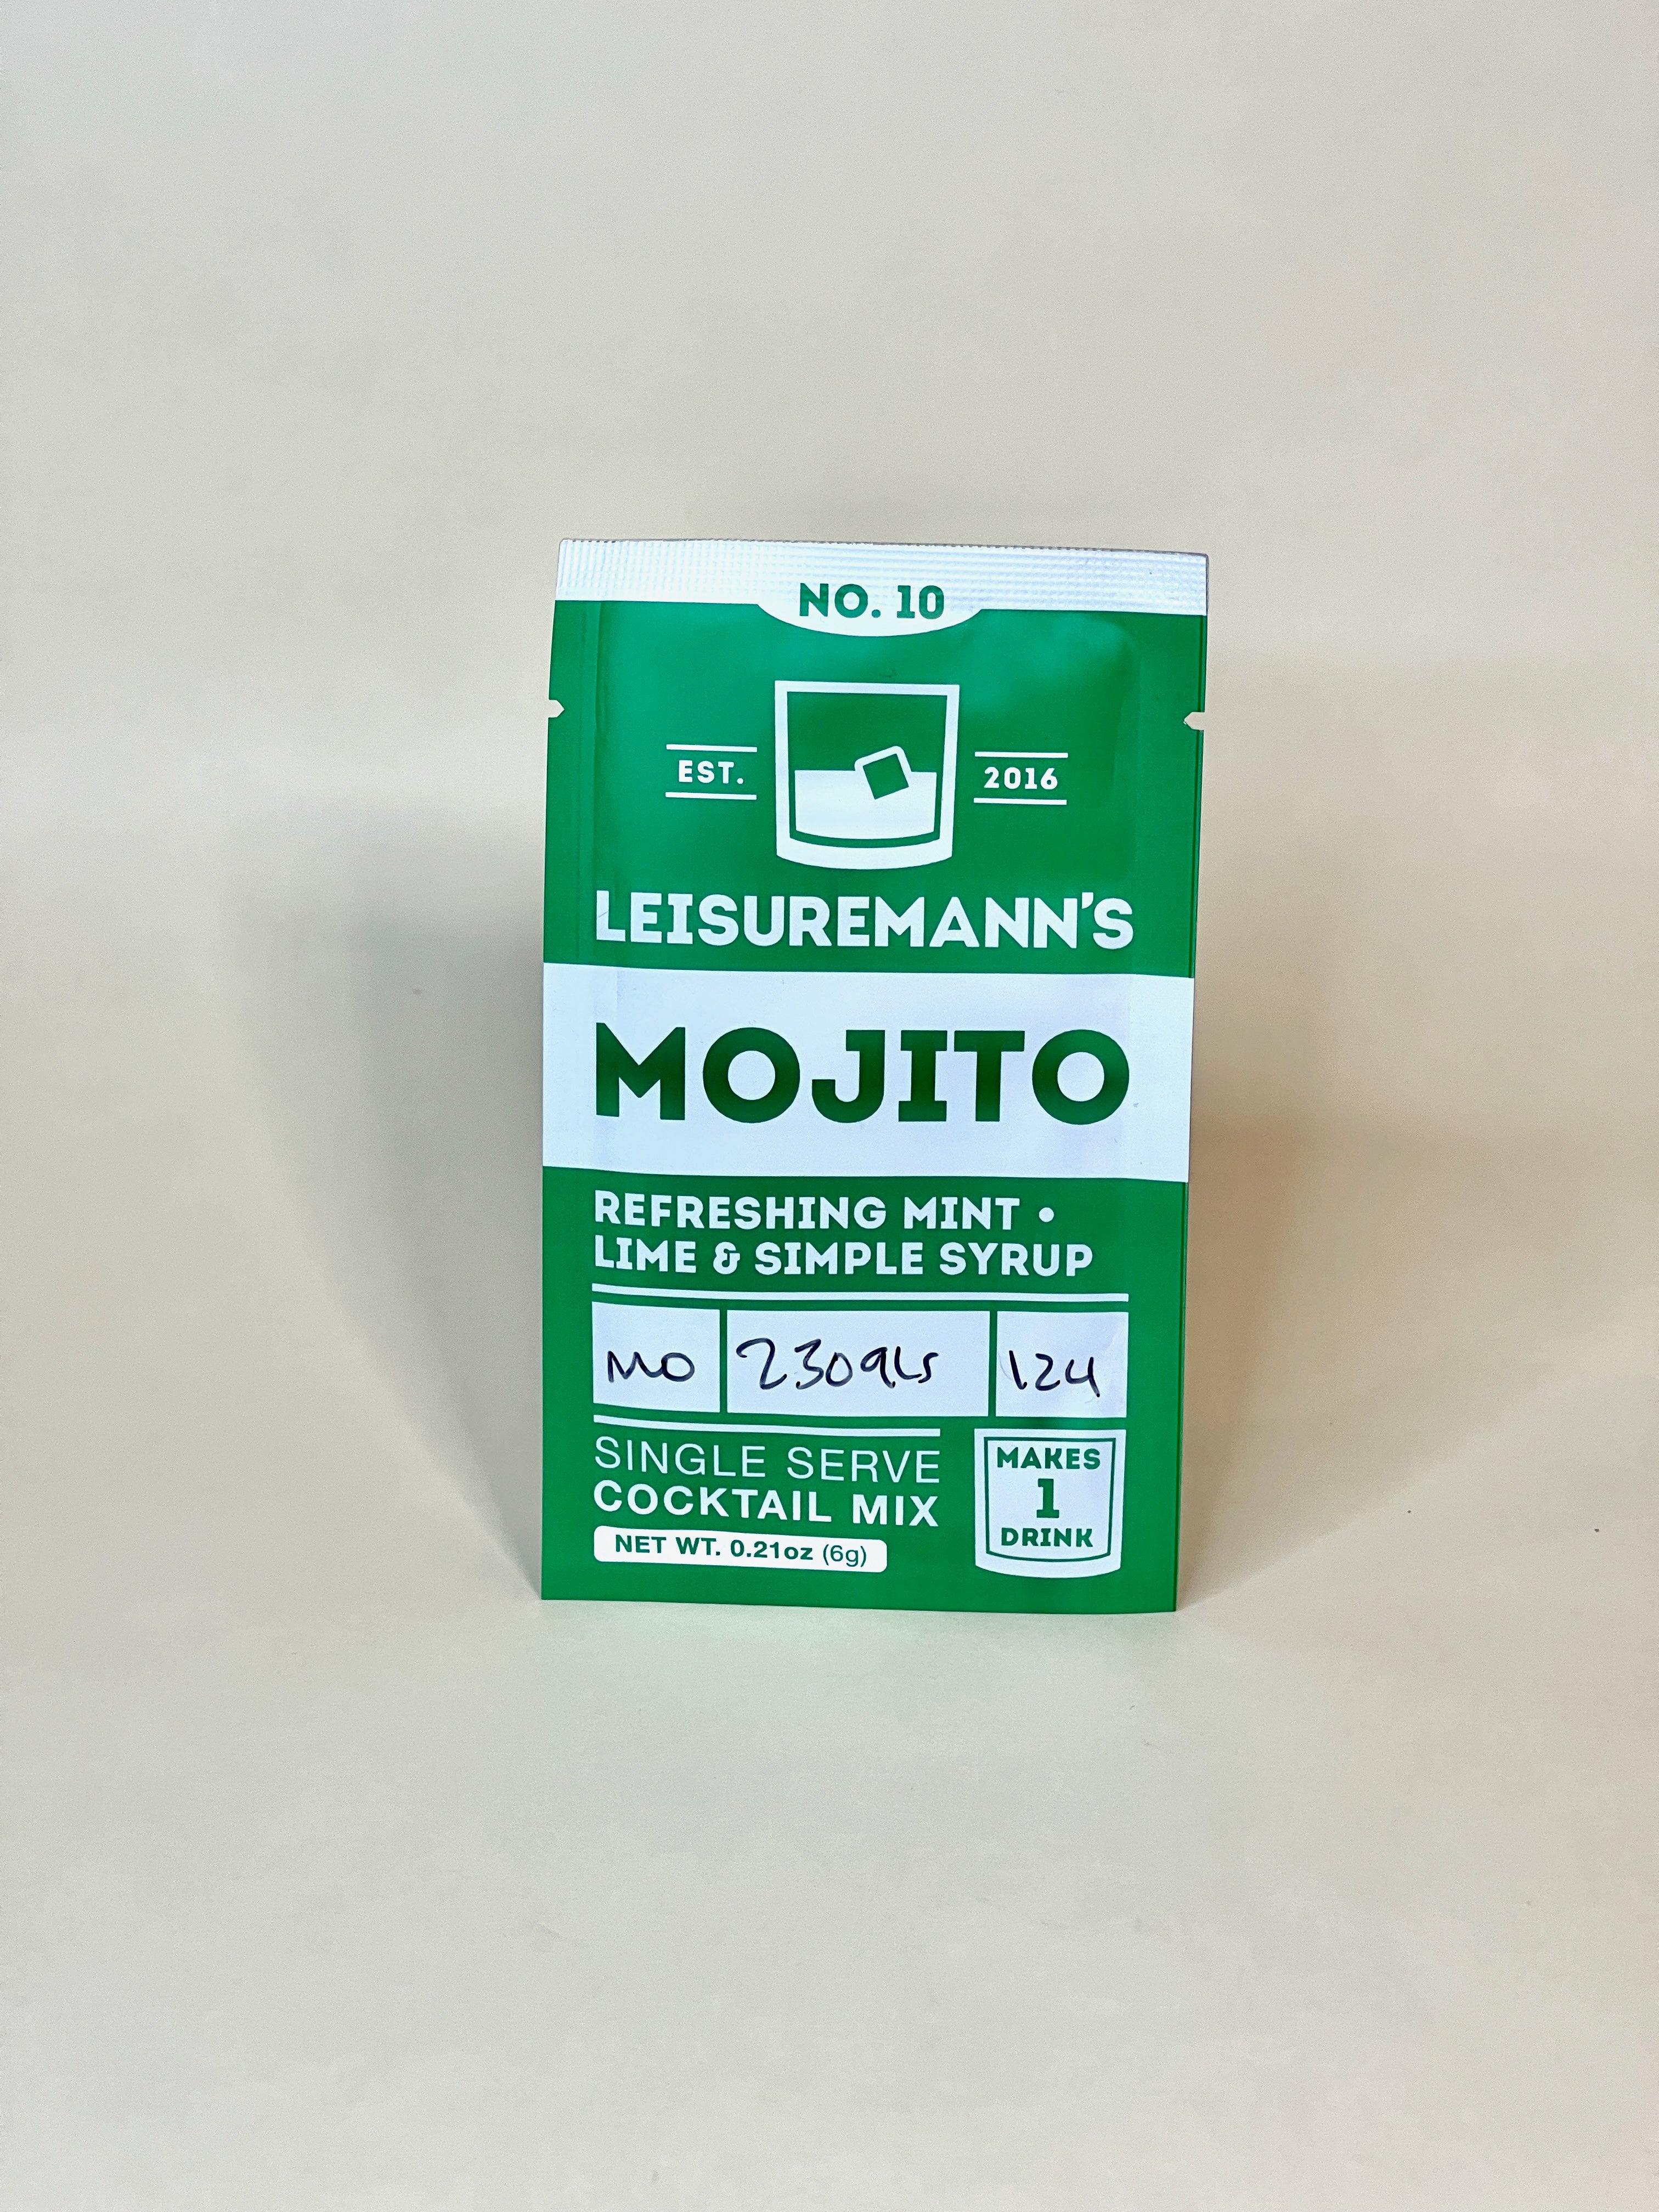 NO. 10
EST. 2016
LEISUREMANN'S
MOJITO
REFRESHING MINT •
LIME & SIMPLE SYRUP
MO 124
SINGLE SERVE
COCKTAIL MIX
NET WT. 0.21oz (6g)
MAKES
1
DRINK